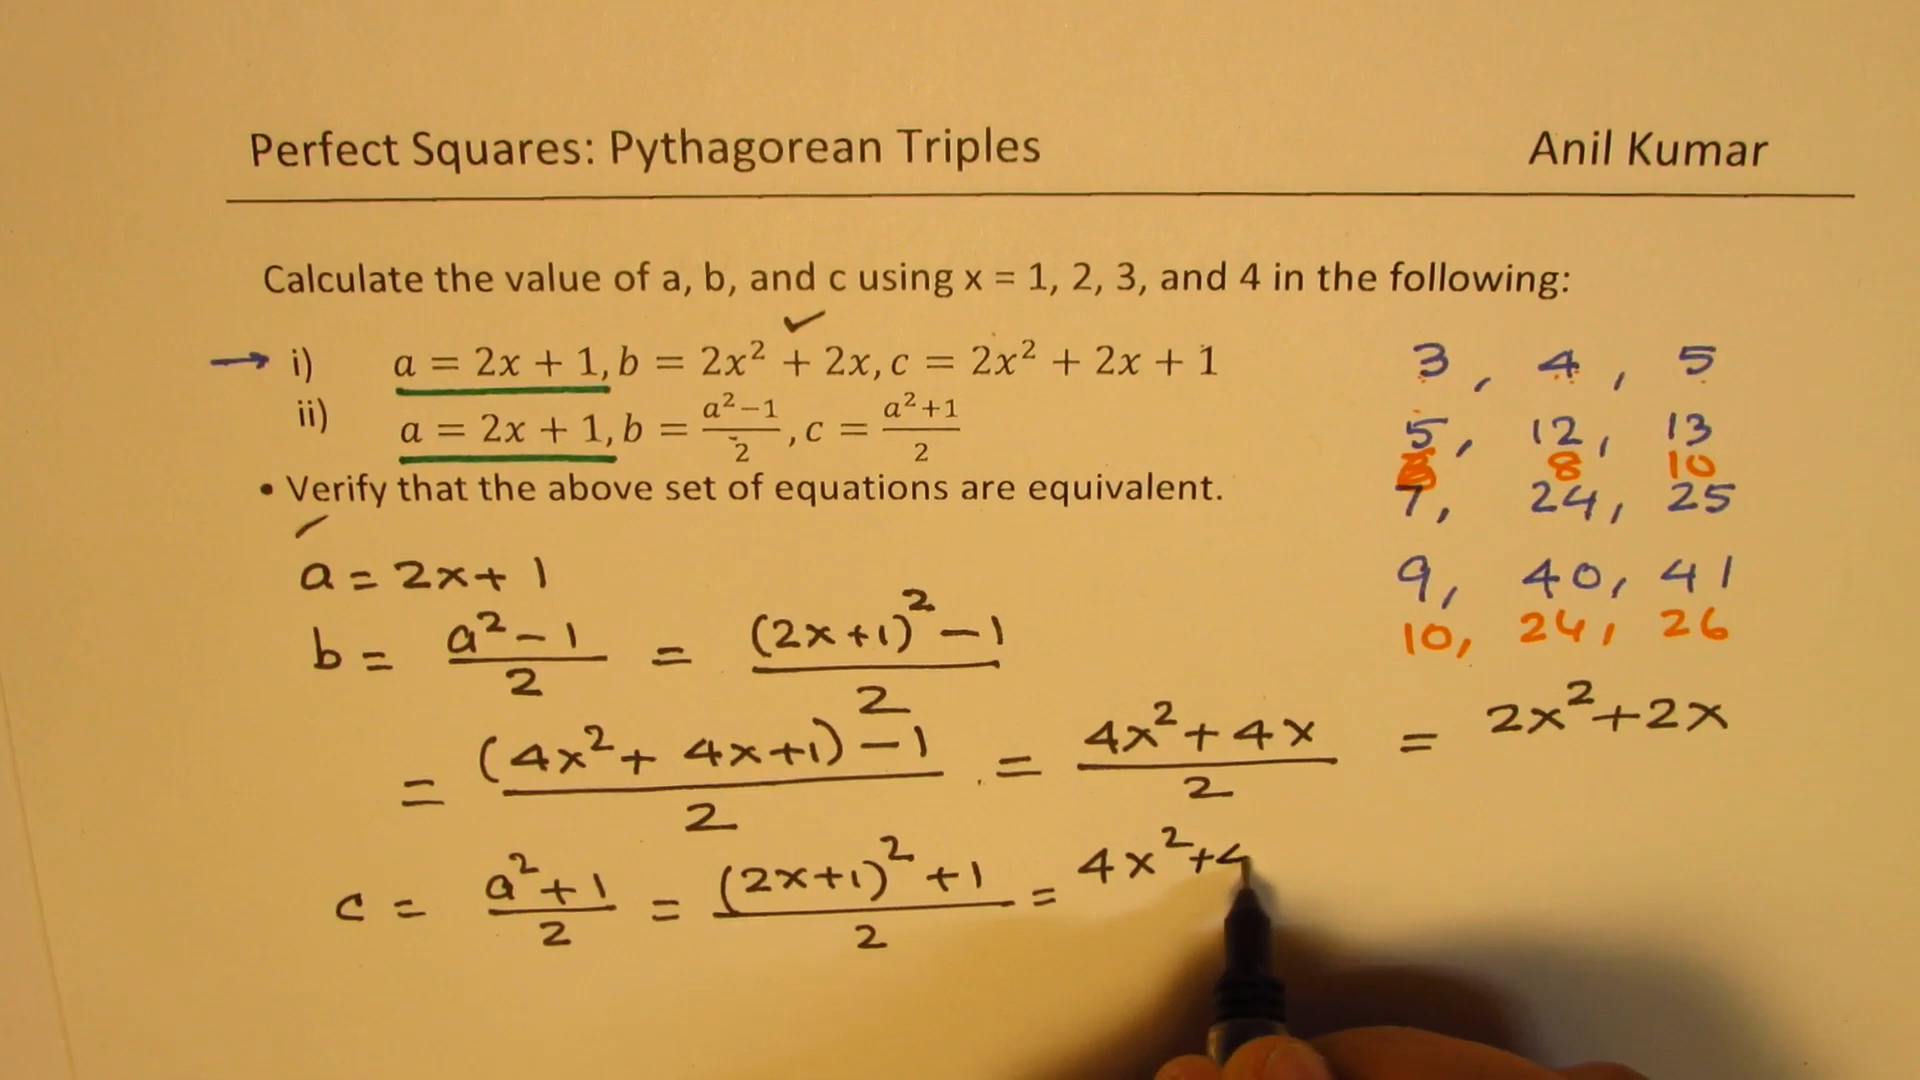 Perfect Squares: Pythagorean Triples Anil Kumar
Calculate the value of a, b, and c using x = 1, 2, 3, and 4 in the following:
→ i) a = 2x + 1, b = 2x² + 2x, c = 2x² + 2x + 1
ii) a = 2x + 1, b = (a²−1)/2, c = (a²+1)/2
• Verify that the above set of equations are equivalent.
3, 4, 5
5, 12, 13
8 10
7, 24, 25
9, 40, 41
10, 24, 26
a = 2x + 1
b = (a² − 1)/2 = ((2x+1)² − 1)/2
= ((4x² + 4x+1) − 1)/2 = (4x² + 4x)/2 = 2x² + 2x
c = (a² + 1)/2 = ((2x+1)² + 1)/2 = 4x² + 4